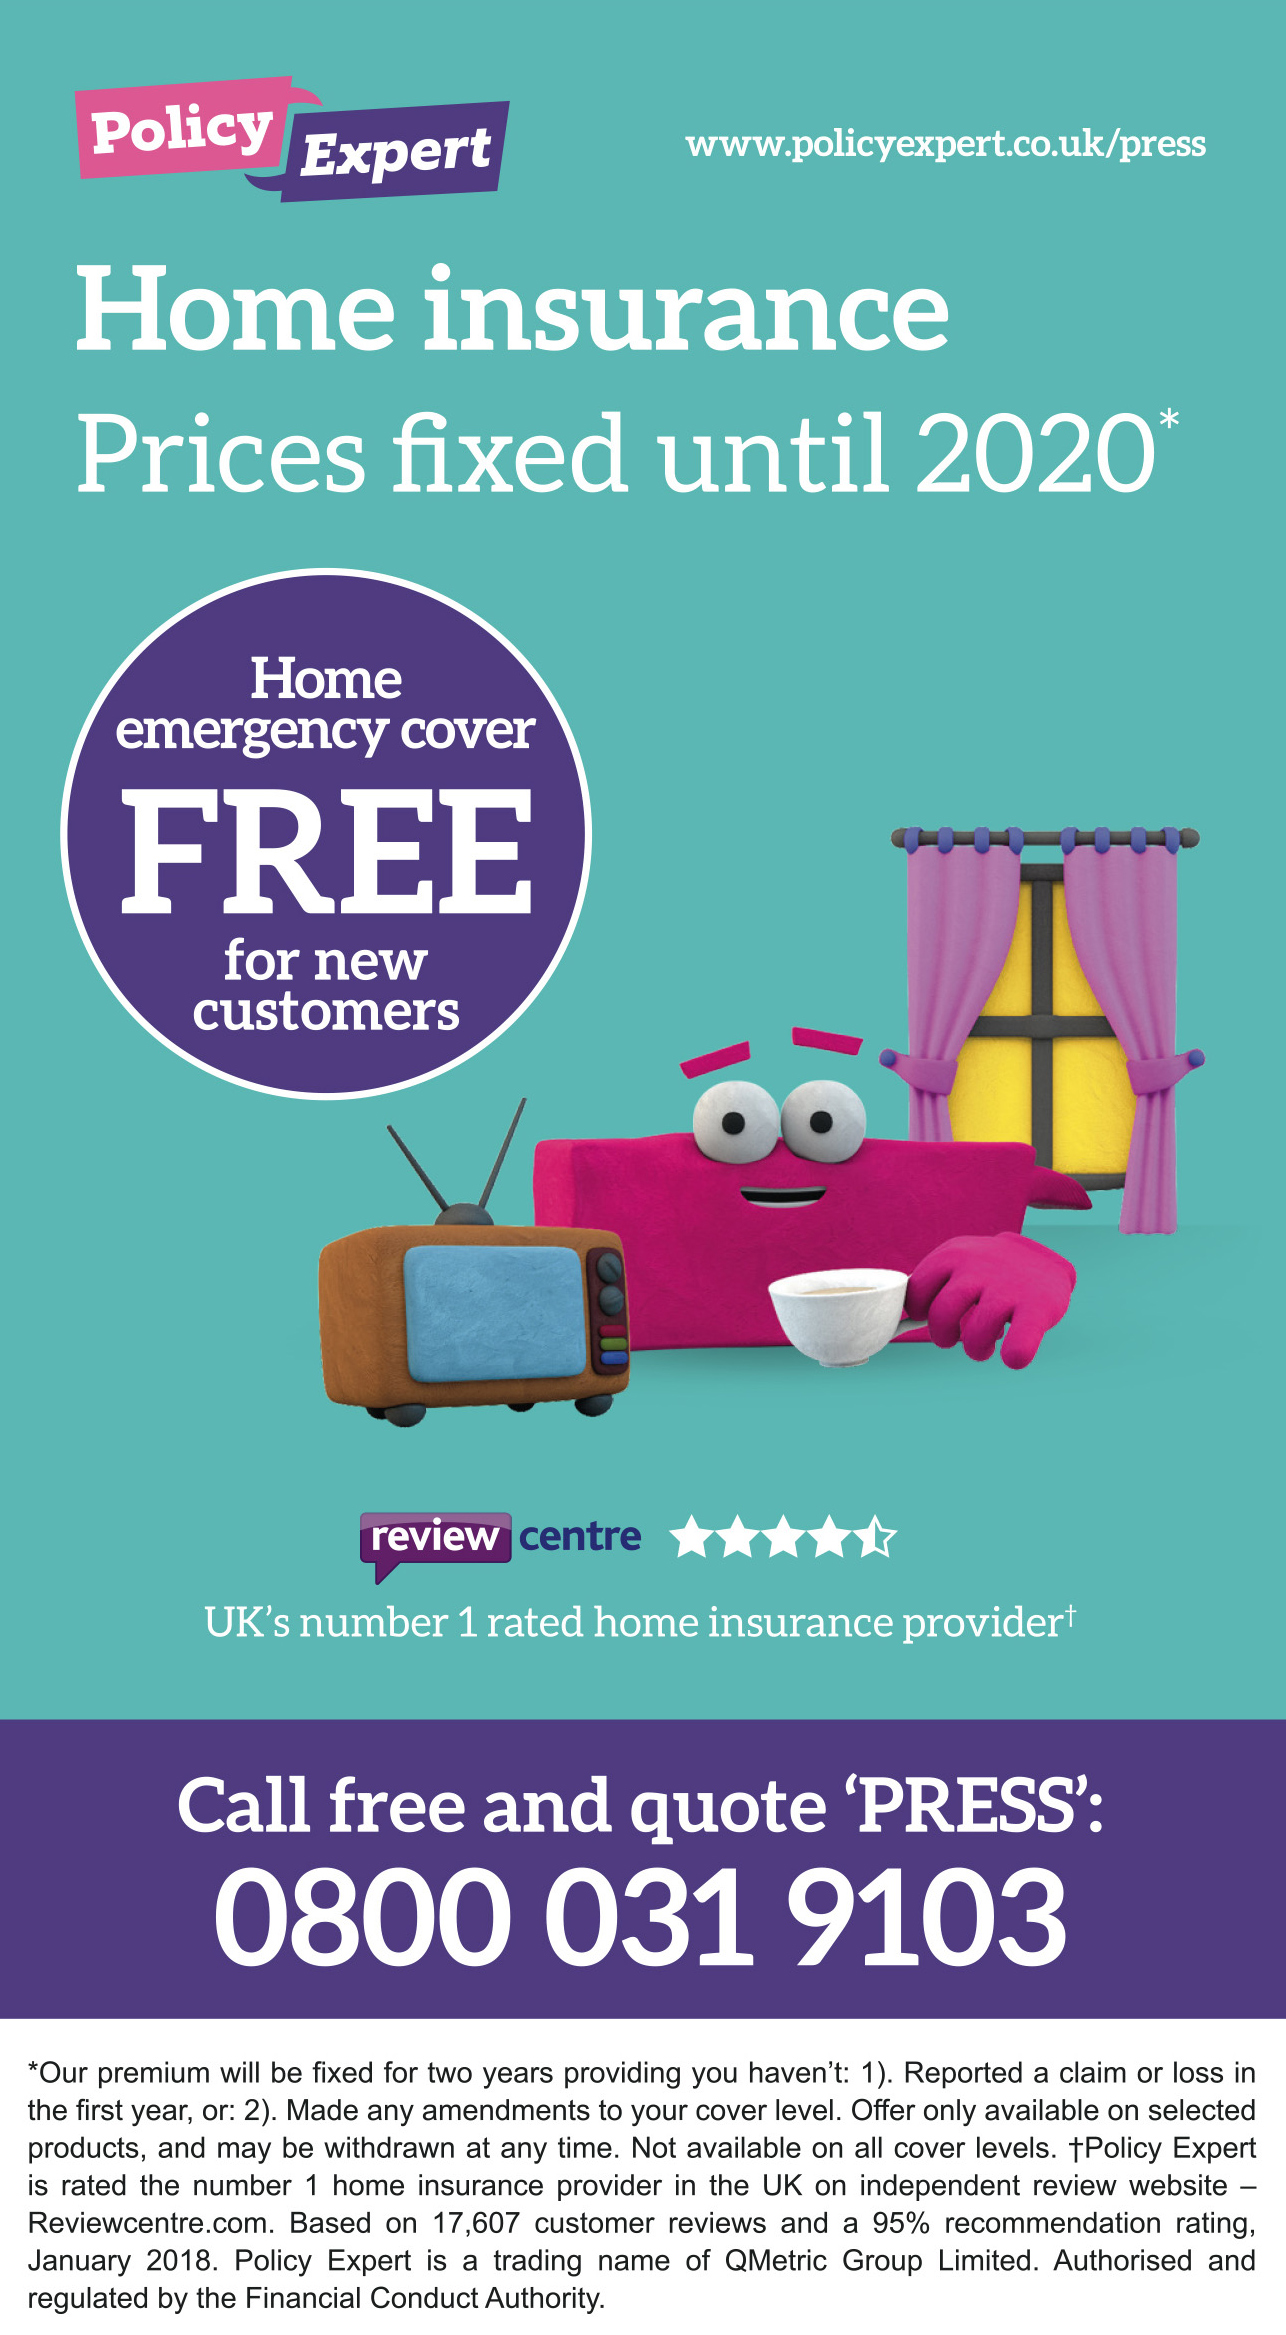 Policy Expert
www.policyexpert.co.uk/press
Home insurance
Prices fixed until 2020*
Home
emergency cover
FREE
for new
customers
review centre
UK’s number 1 rated home insurance provider†
Call free and quote ‘PRESS’:
0800 031 9103
*Our premium will be fixed for two years providing you haven’t: 1). Reported a claim or loss in
the first year, or: 2). Made any amendments to your cover level. Offer only available on selected
products, and may be withdrawn at any time. Not available on all cover levels. †Policy Expert
is rated the number 1 home insurance provider in the UK on independent review website –
Reviewcentre.com. Based on 17,607 customer reviews and a 95% recommendation rating,
January 2018. Policy Expert is a trading name of QMetric Group Limited. Authorised and
regulated by the Financial Conduct Authority.